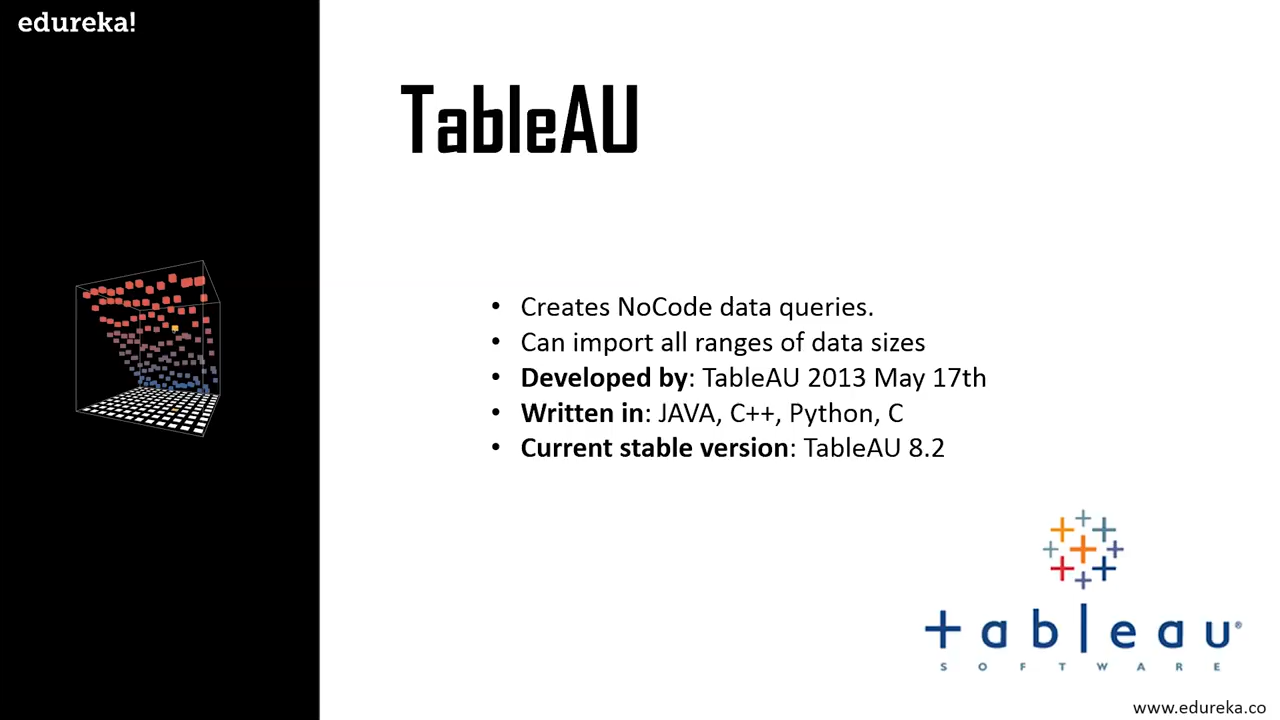 edureka!
TableAU
• Creates NoCode data queries.
• Can import all ranges of data sizes
• Developed by: TableAU 2013 May 17th
• Written in: JAVA, C++, Python, C
• Current stable version: TableAU 8.2
+ableau®
SOFTWARE
www.edureka.co